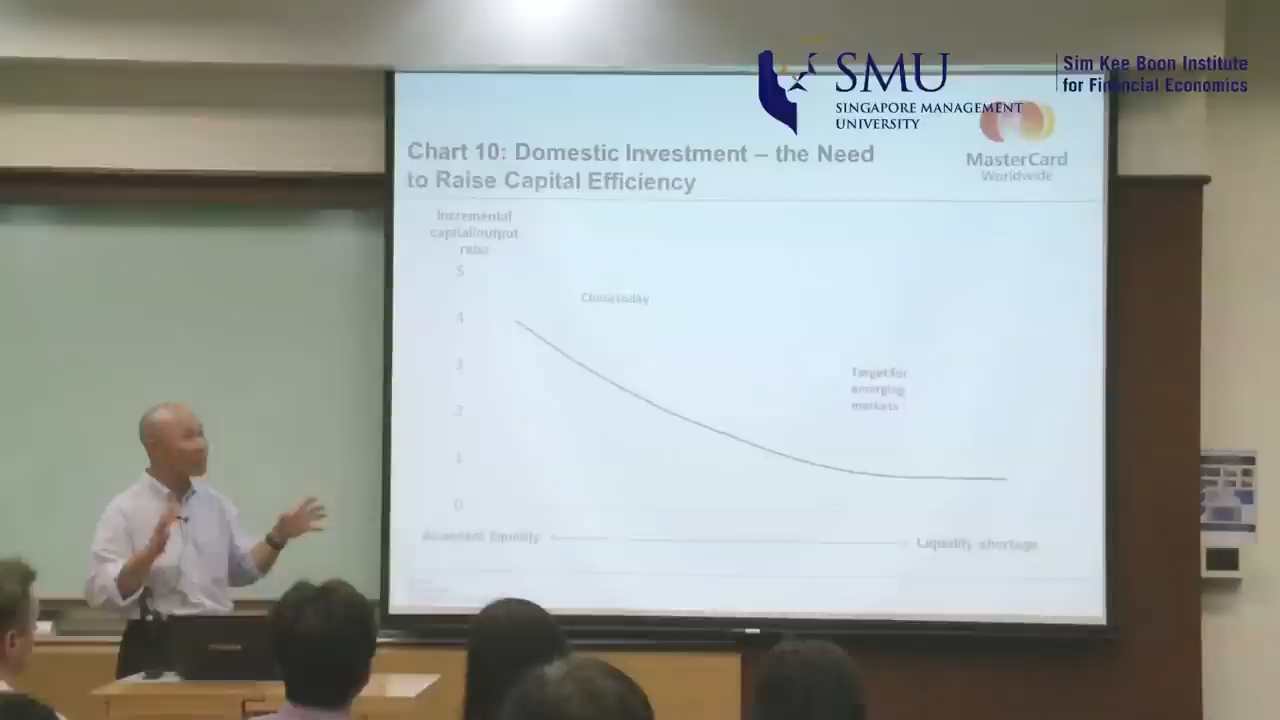 SMU
SINGAPORE MANAGEMENT
UNIVERSITY
Sim Kee Boon Institute
for Financial Economics
MasterCard
Worldwide
Chart 10: Domestic Investment – the Need
to Raise Capital Efficiency
Incremental
capital/output
ratio
5
4
3
2
1
0
China today
Target for
emerging
markets
Abundant liquidity
Liquidity shortage